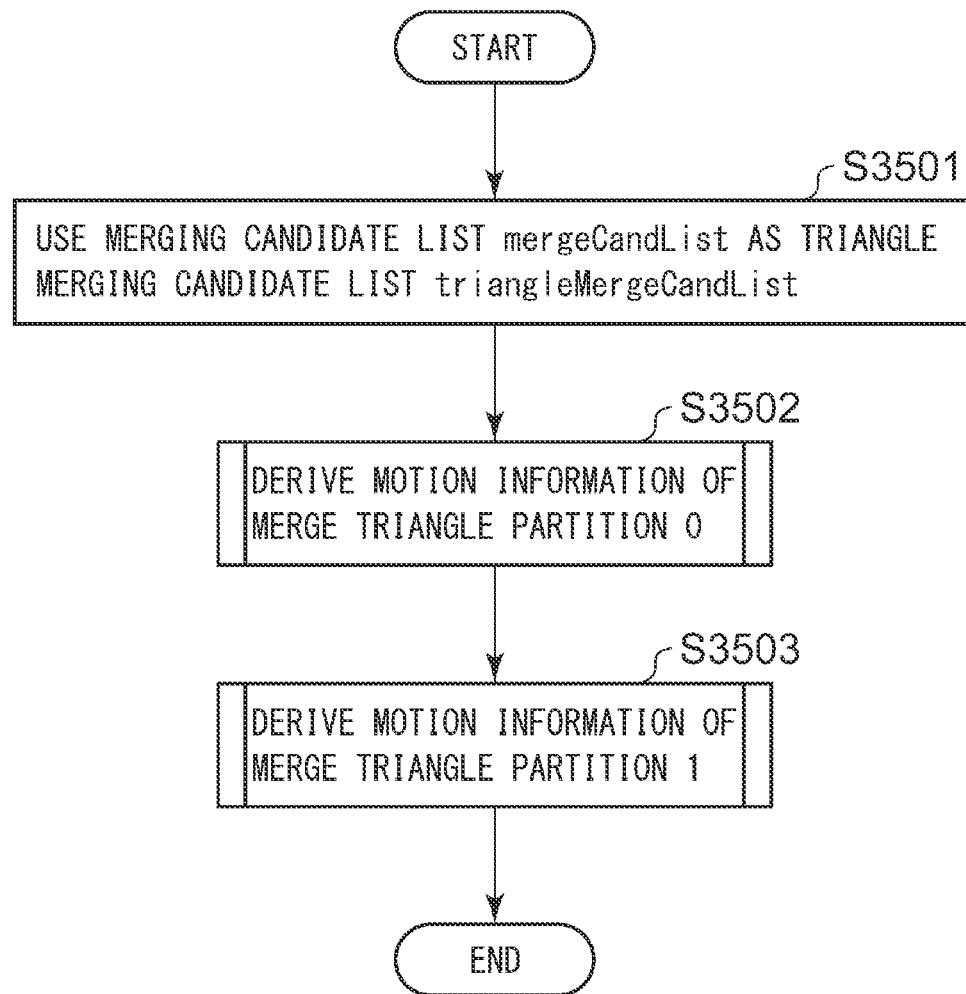 START
S3501
USE MERGING CANDIDATE LIST mergeCandList AS TRIANGLE
MERGING CANDIDATE LIST triangleMergeCandList
S3502
DERIVE MOTION INFORMATION OF
MERGE TRIANGLE PARTITION 0
S3503
DERIVE MOTION INFORMATION OF
MERGE TRIANGLE PARTITION 1
END